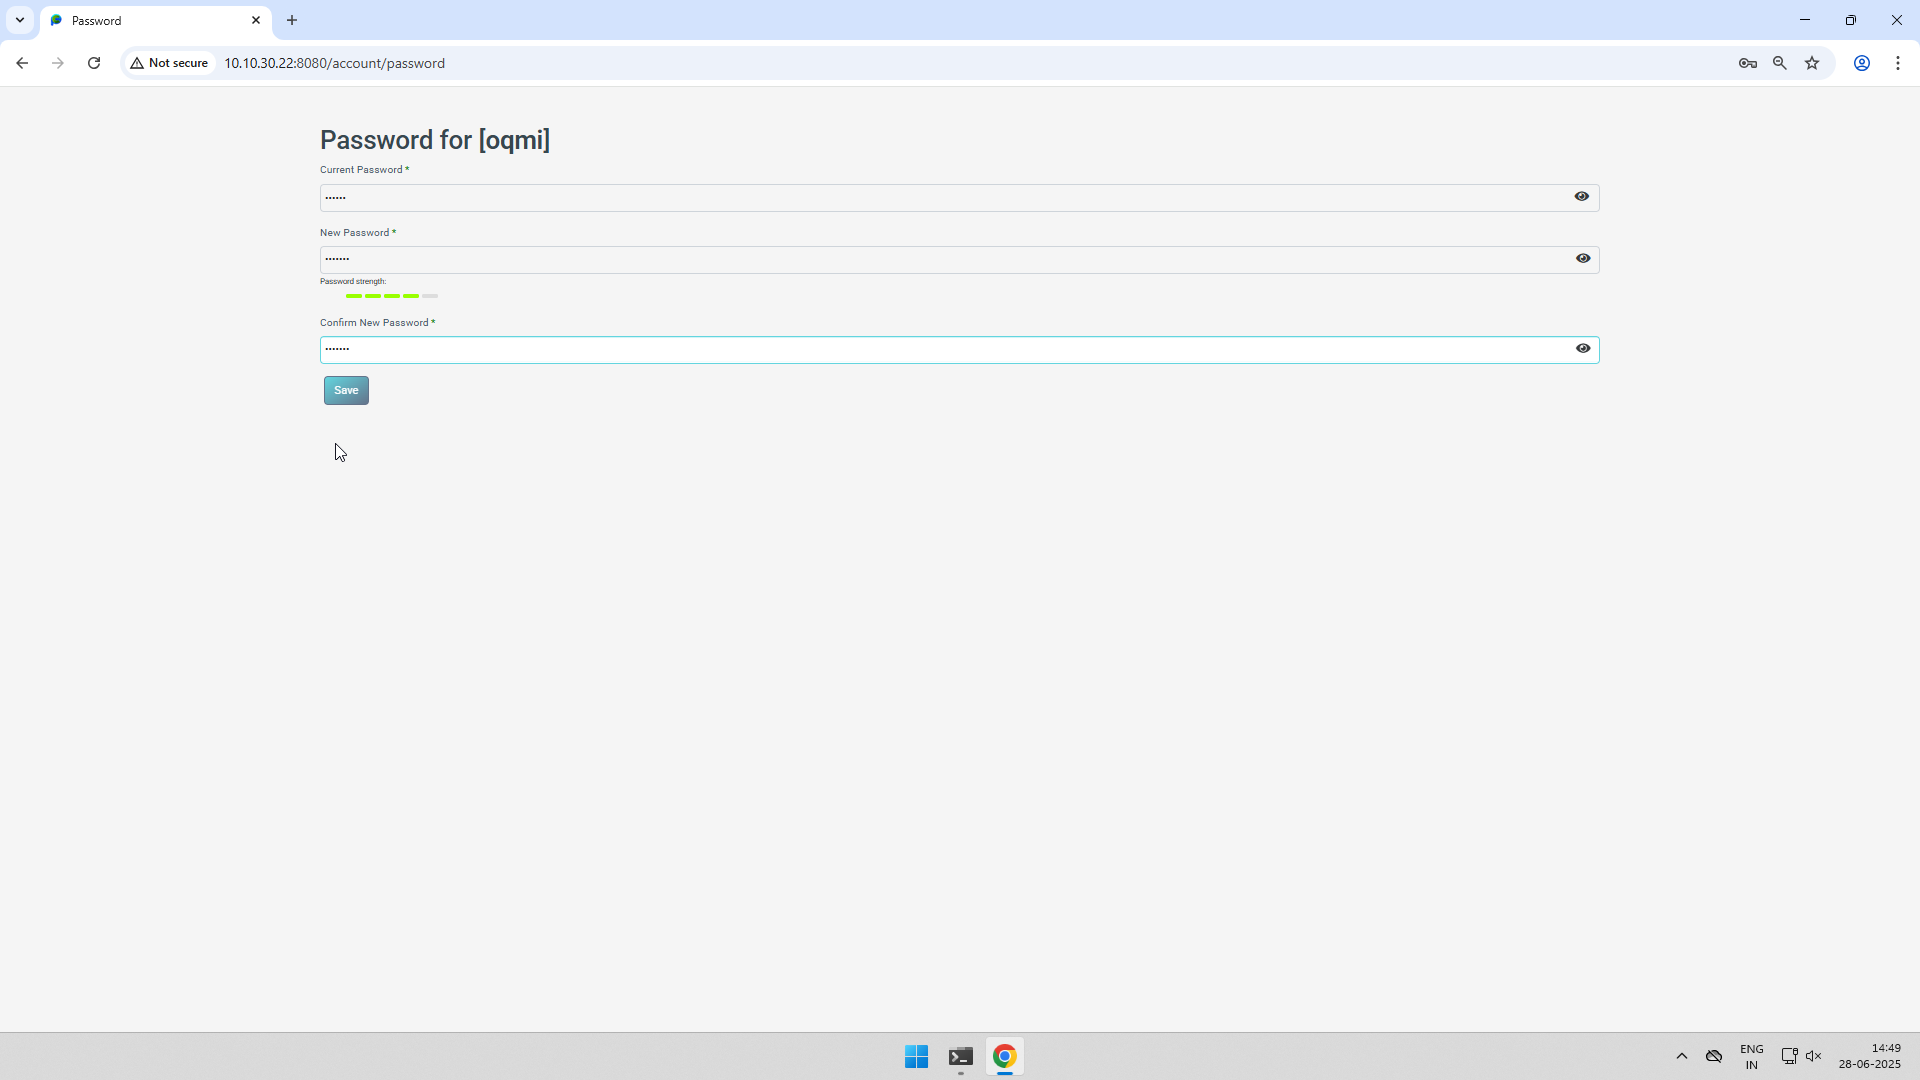 Password
Not secure
10.10.30.22:8080/account/password
Password for [oqmi]
Current Password *
••••••
New Password *
•••••••
Password strength:
Confirm New Password *
•••••••
Save
ENG
IN
14:49
28-06-2025